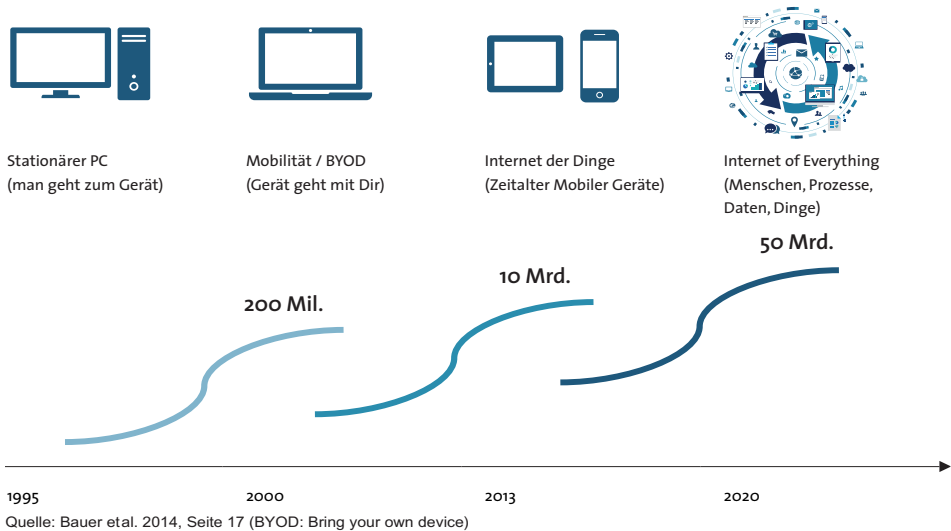 Stationärer PC
(man geht zum Gerät)
Mobilität / BYOD
(Gerät geht mit Dir)
Internet der Dinge
(Zeitalter Mobiler Geräte)
Internet of Everything
(Menschen, Prozesse,
Daten, Dinge)
200 Mil.
10 Mrd.
50 Mrd.
1995
2000
2013
2020
Quelle: Bauer et al. 2014, Seite 17 (BYOD: Bring your own device)